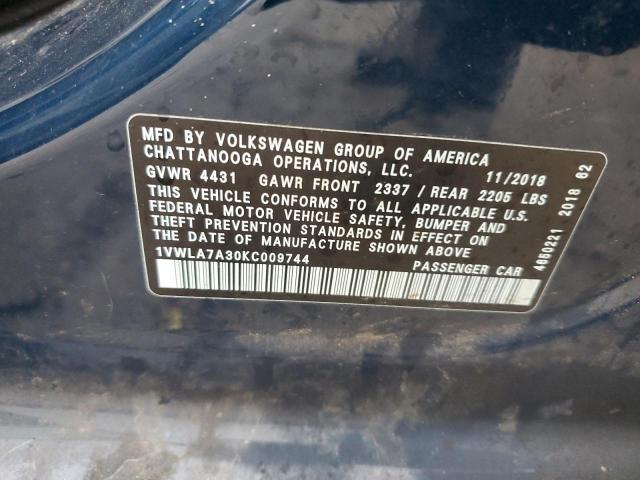 MFD BY VOLKSWAGEN GROUP OF AMERICA
CHATTANOOGA OPERATIONS, LLC. 11/2018
GVWR 4431 GAWR FRONT 2337 / REAR 2205 LBS
THIS VEHICLE CONFORMS TO ALL APPLICABLE U.S.
FEDERAL MOTOR VEHICLE SAFETY, BUMPER AND
THEFT PREVENTION STANDARDS IN EFFECT ON
THE DATE OF MANUFACTURE SHOWN ABOVE
1VWLA7A30KC009744 PASSENGER CAR
4650221 2018 62